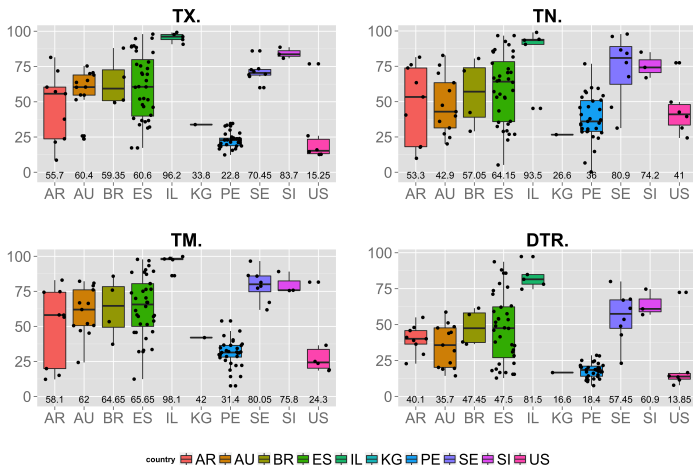 TX.
100
75
50
25
0
55.7 60.4 59.35 60.6 96.2 33.8 22.8 70.45 83.7 15.25
AR AU BR ES IL KG PE SE SI US
TN.
100
75
50
25
0
53.3 42.9 57.05 64.15 93.5 26.6 36 80.9 74.2 41
AR AU BR ES IL KG PE SE SI US
TM.
100
75
50
25
0
58.1 62 64.65 65.65 98.1 42 31.4 80.05 75.8 24.3
AR AU BR ES IL KG PE SE SI US
DTR.
100
75
50
25
0
40.1 35.7 47.45 47.5 81.5 16.6 18.4 57.45 60.9 13.85
AR AU BR ES IL KG PE SE SI US
country AR AU BR ES IL KG PE SE SI US